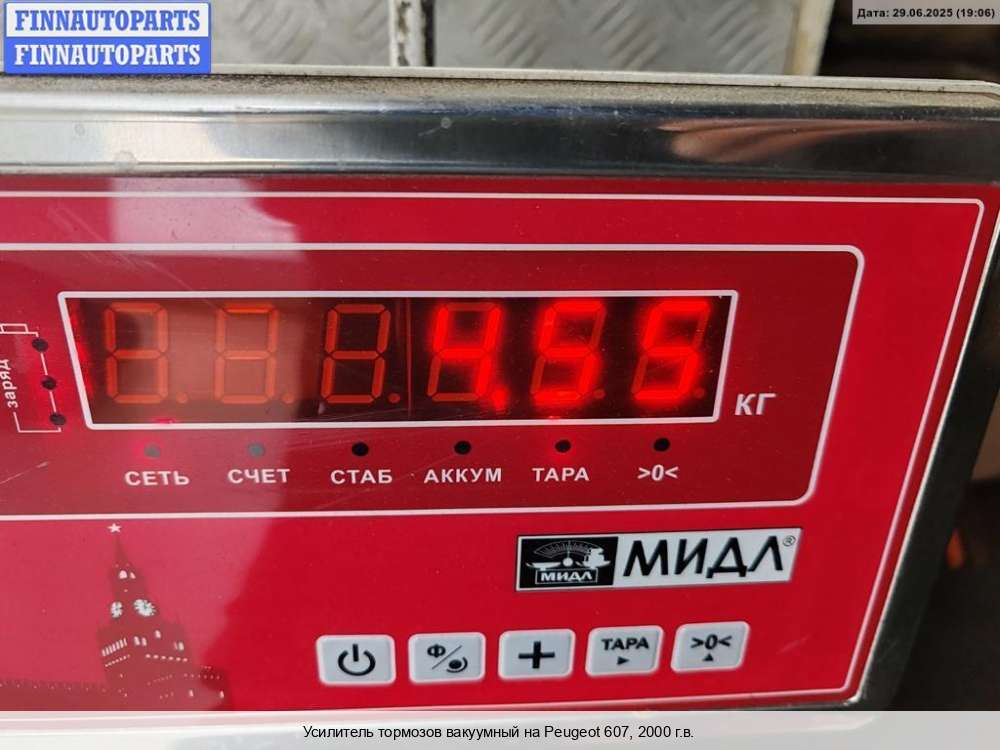 FINNAUTOPARTS
FINNAUTOPARTS
Дата: 29.06.2025 (19:06)
4.55
КГ
заряд
СЕТЬ СЧЕТ СТАБ АККУМ ТАРА >0<
МИДЛ МИДЛ®
Ф ТАРА >0<
Усилитель тормозов вакуумный на Peugeot 607, 2000 г.в.